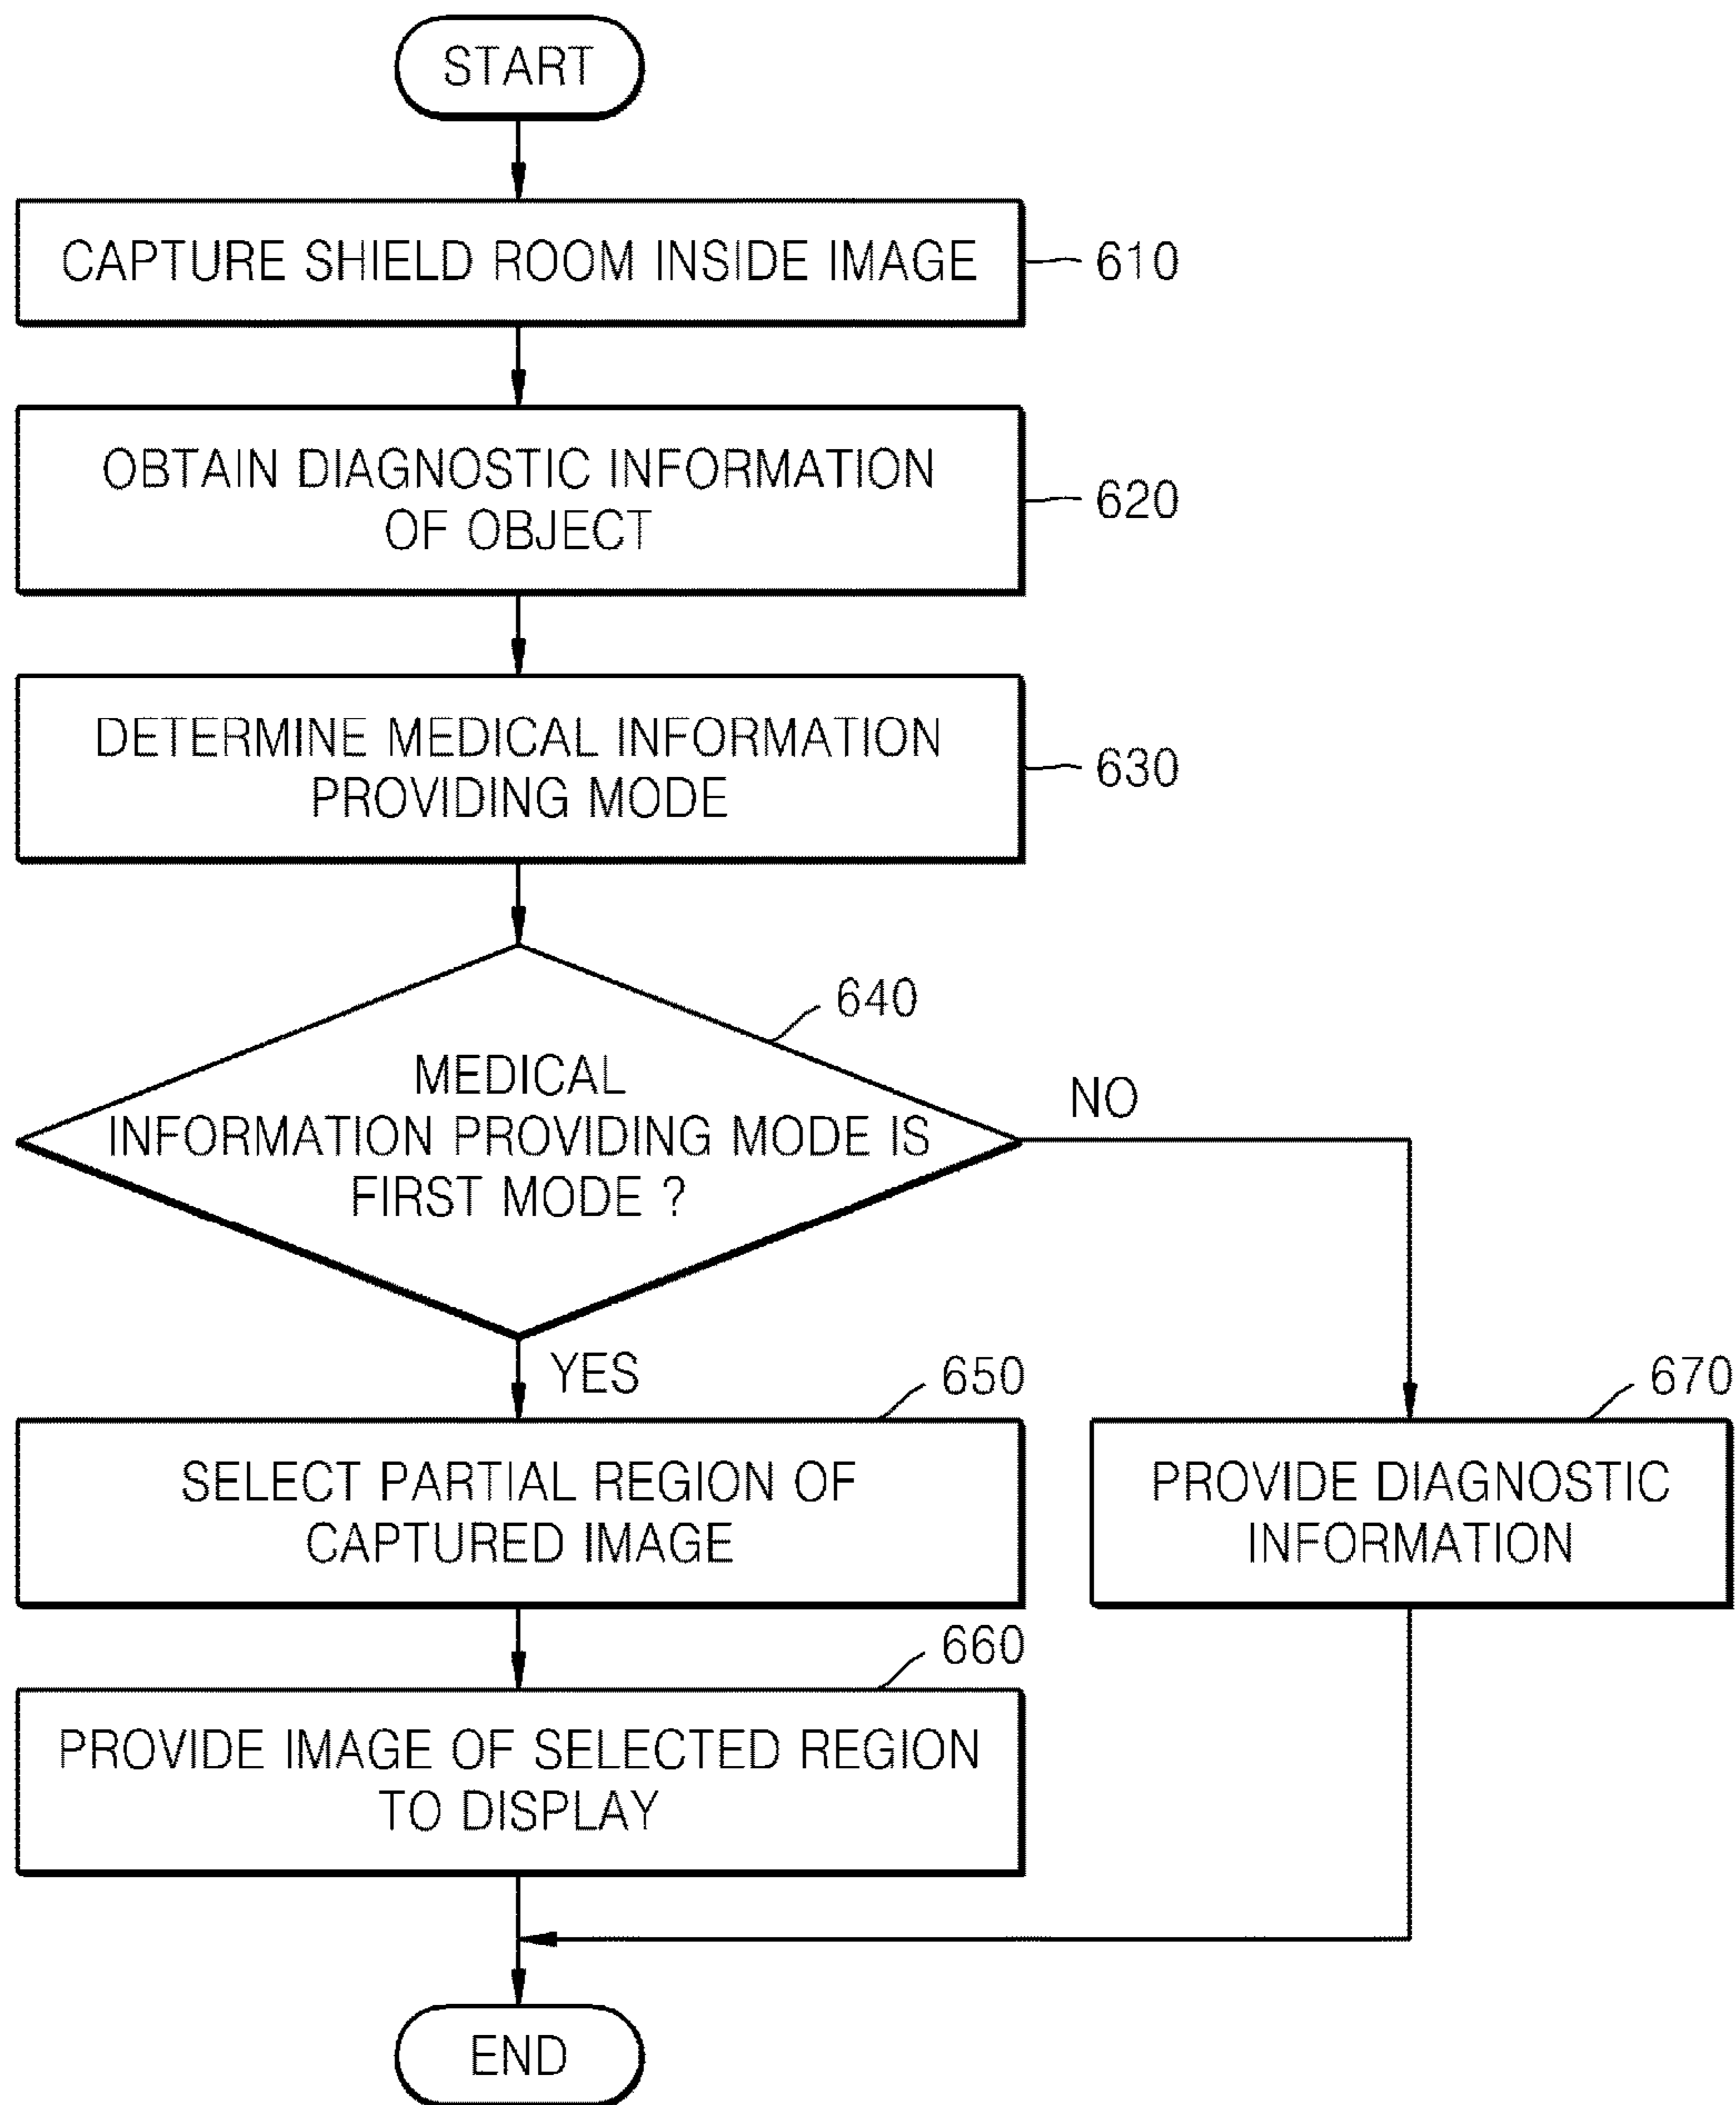 START
CAPTURE SHIELD ROOM INSIDE IMAGE
610
OBTAIN DIAGNOSTIC INFORMATION
OF OBJECT
620
DETERMINE MEDICAL INFORMATION
PROVIDING MODE
630
640
MEDICAL
INFORMATION PROVIDING MODE IS
FIRST MODE ?
NO
YES
650
SELECT PARTIAL REGION OF
CAPTURED IMAGE
670
PROVIDE DIAGNOSTIC
INFORMATION
660
PROVIDE IMAGE OF SELECTED REGION
TO DISPLAY
END